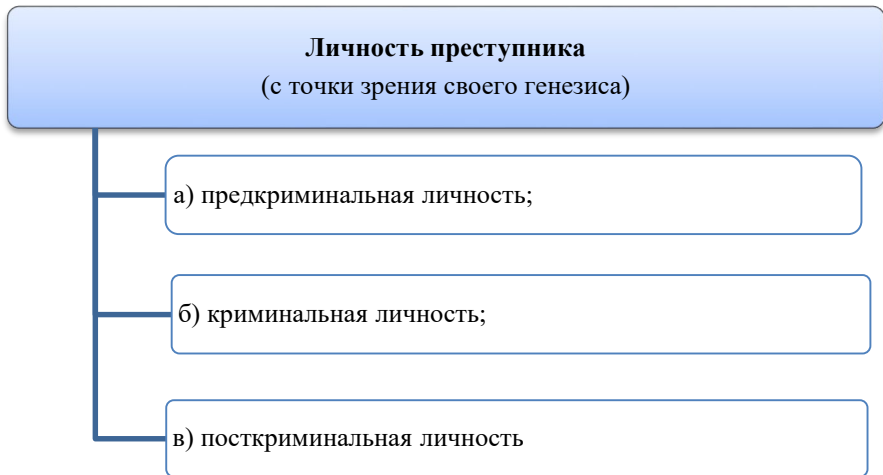 Личность преступника
(с точки зрения своего генезиса)
а) предкриминальная личность;
б) криминальная личность;
в) посткриминальная личность